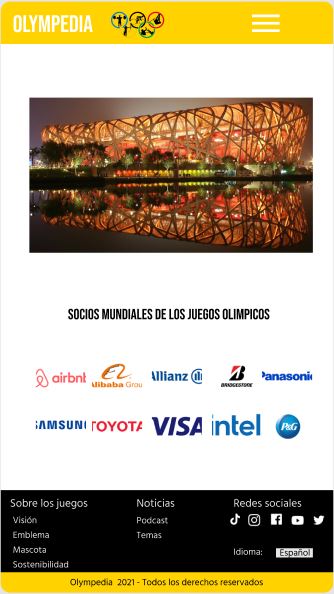 OLYMPEDIA
SOCIOS MUNDIALES DE LOS JUEGOS OLIMPICOS
airbnb
Alibaba Grou
Allianz
BRIDGESTONE
Panasonic
SAMSUNG
TOYOTA
VISA
intel
P&G
Sobre los juegos
Visión
Emblema
Mascota
Sostenibilidad
Noticias
Podcast
Temas
Redes sociales
Idioma: Español
Olympedia 2021 - Todos los derechos reservados